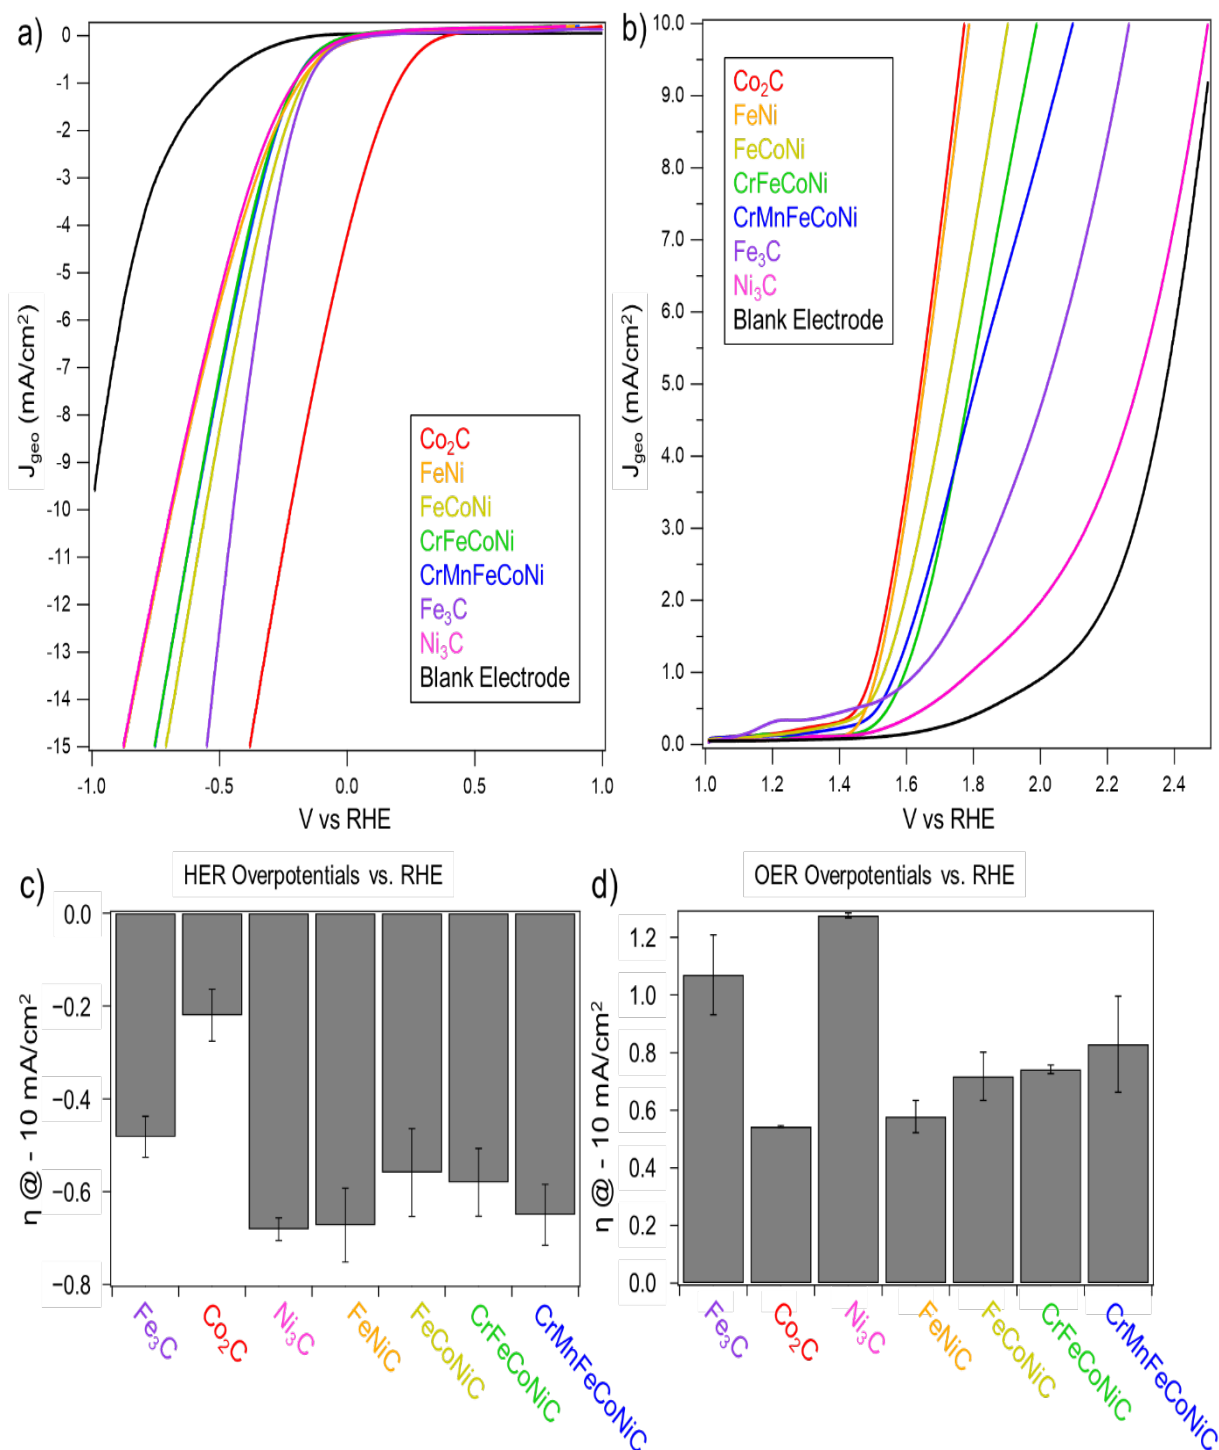 a)
0
-1
-2
-3
-4
-5
-6
-7
-8
-9
-10
-11
-12
-13
-14
-15
J_geo (mA/cm²)
Co₂C
FeNi
FeCoNi
CrFeCoNi
CrMnFeCoNi
Fe₃C
Ni₃C
Blank Electrode
-1.0 -0.5 0.0 0.5 1.0
V vs RHE
b)
10.0
9.0
8.0
7.0
6.0
5.0
4.0
3.0
2.0
1.0
0.0
J_geo (mA/cm²)
Co₂C
FeNi
FeCoNi
CrFeCoNi
CrMnFeCoNi
Fe₃C
Ni₃C
Blank Electrode
1.0 1.2 1.4 1.6 1.8 2.0 2.2 2.4
V vs RHE
c)
HER Overpotentials vs. RHE
0.0
−0.2
−0.4
−0.6
−0.8
η @ - 10 mA/cm²
Fe₃C
Co₂C
Ni₃C
FeNiC
FeCoNiC
CrFeCoNiC
CrMnFeCoNiC
d)
OER Overpotentials vs. RHE
1.2
1.0
0.8
0.6
0.4
0.2
0.0
η @ - 10 mA/cm²
Fe₃C
Co₂C
Ni₃C
FeNiC
FeCoNiC
CrFeCoNiC
CrMnFeCoNiC